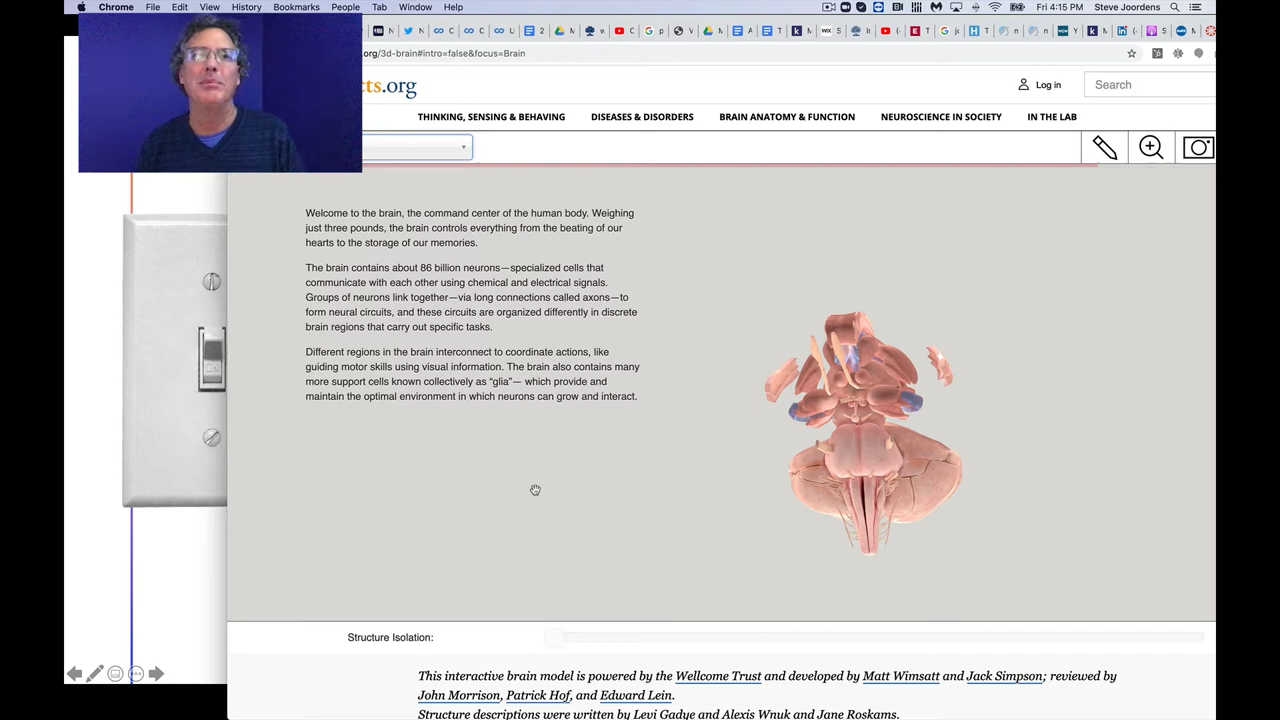 Chrome File Edit View History Bookmarks People Tab Window Help Fri 4:15 PM Steve Joordens
.org/3d-brain#intro=false&focus=Brain
cts.org
Log in
Search
THINKING, SENSING & BEHAVING DISEASES & DISORDERS BRAIN ANATOMY & FUNCTION NEUROSCIENCE IN SOCIETY IN THE LAB
Welcome to the brain, the command center of the human body. Weighing
just three pounds, the brain controls everything from the beating of our
hearts to the storage of our memories.
The brain contains about 86 billion neurons—specialized cells that
communicate with each other using chemical and electrical signals.
Groups of neurons link together—via long connections called axons—to
form neural circuits, and these circuits are organized differently in discrete
brain regions that carry out specific tasks.
Different regions in the brain interconnect to coordinate actions, like
guiding motor skills using visual information. The brain also contains many
more support cells known collectively as “glia”— which provide and
maintain the optimal environment in which neurons can grow and interact.
ON
Structure Isolation:
This interactive brain model is powered by the Wellcome Trust and developed by Matt Wimsatt and Jack Simpson; reviewed by
John Morrison, Patrick Hof, and Edward Lein.
Structure descriptions were written by Levi Gadye and Alexis Wnuk and Jane Roskams.